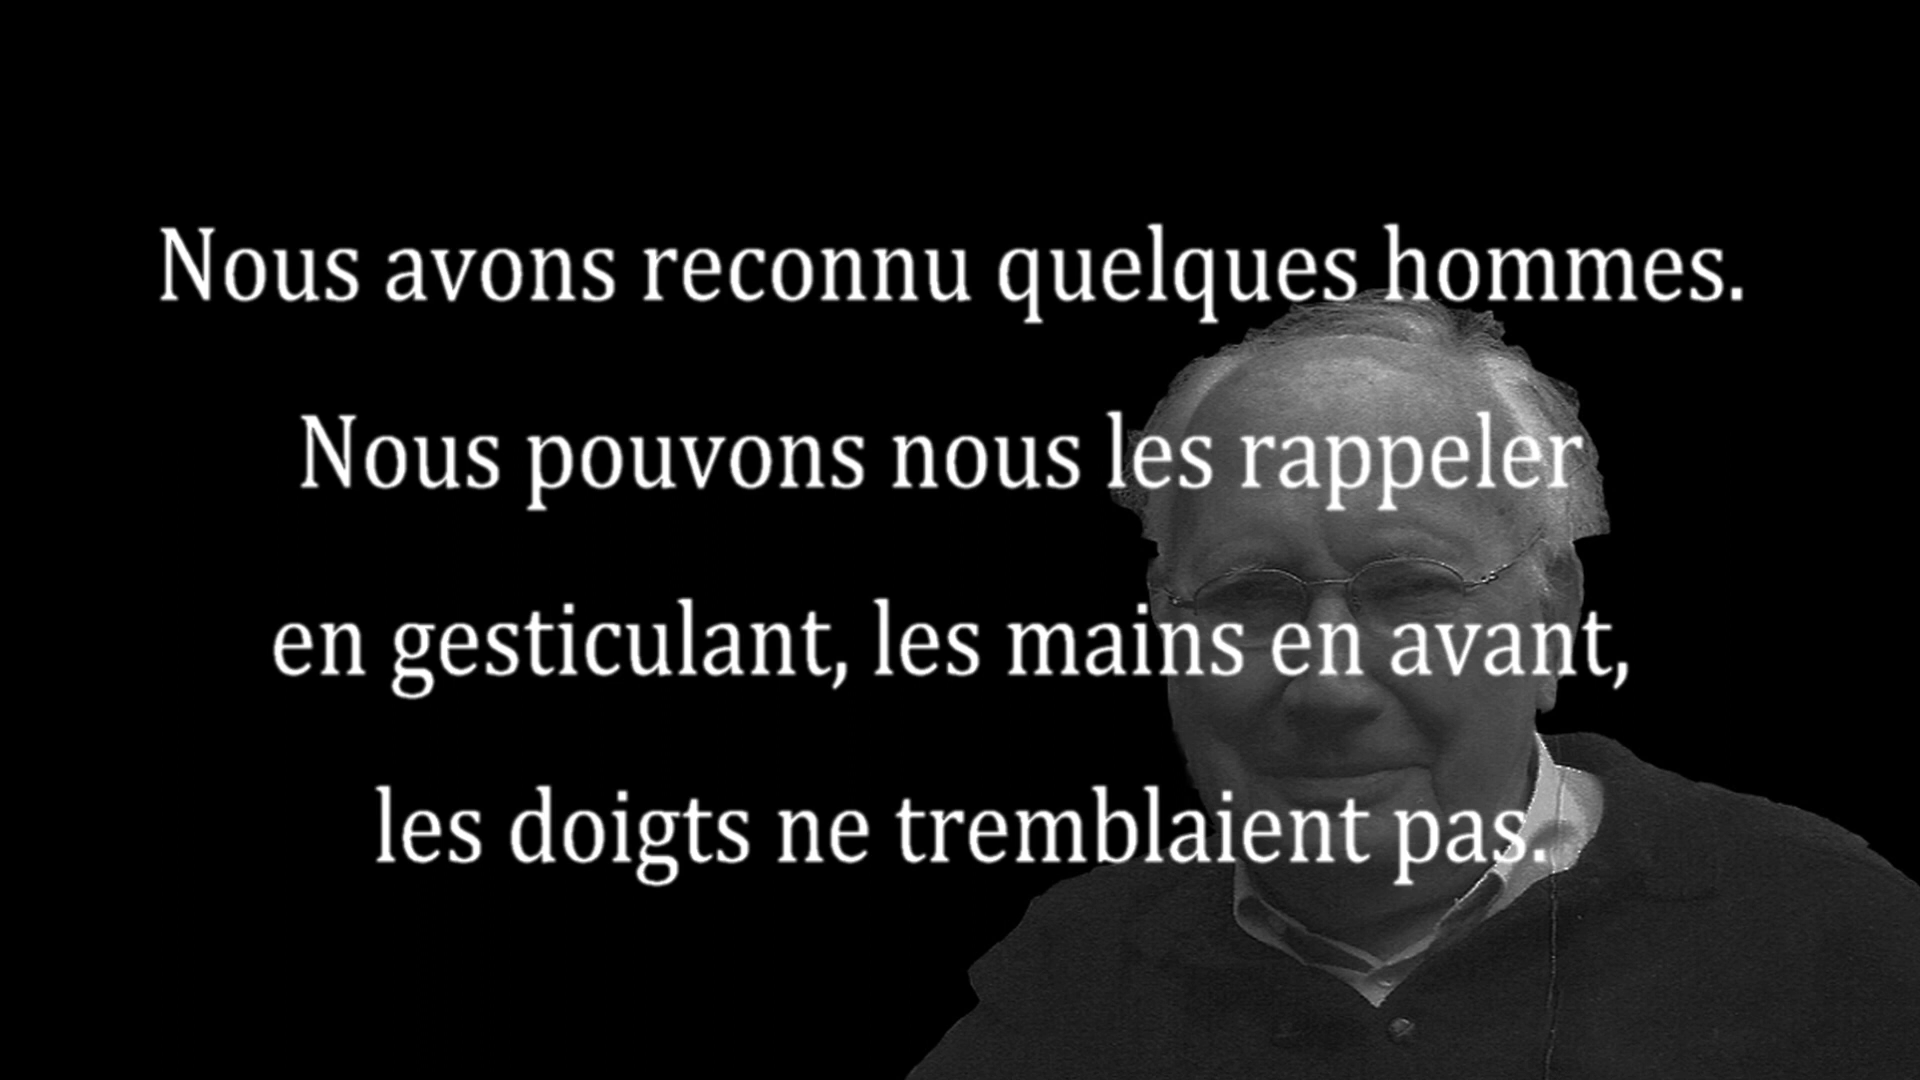 Nous avons reconnu quelques hommes.
Nous pouvons nous les rappeler
en gesticulant, les mains en avant,
les doigts ne tremblaient pas.